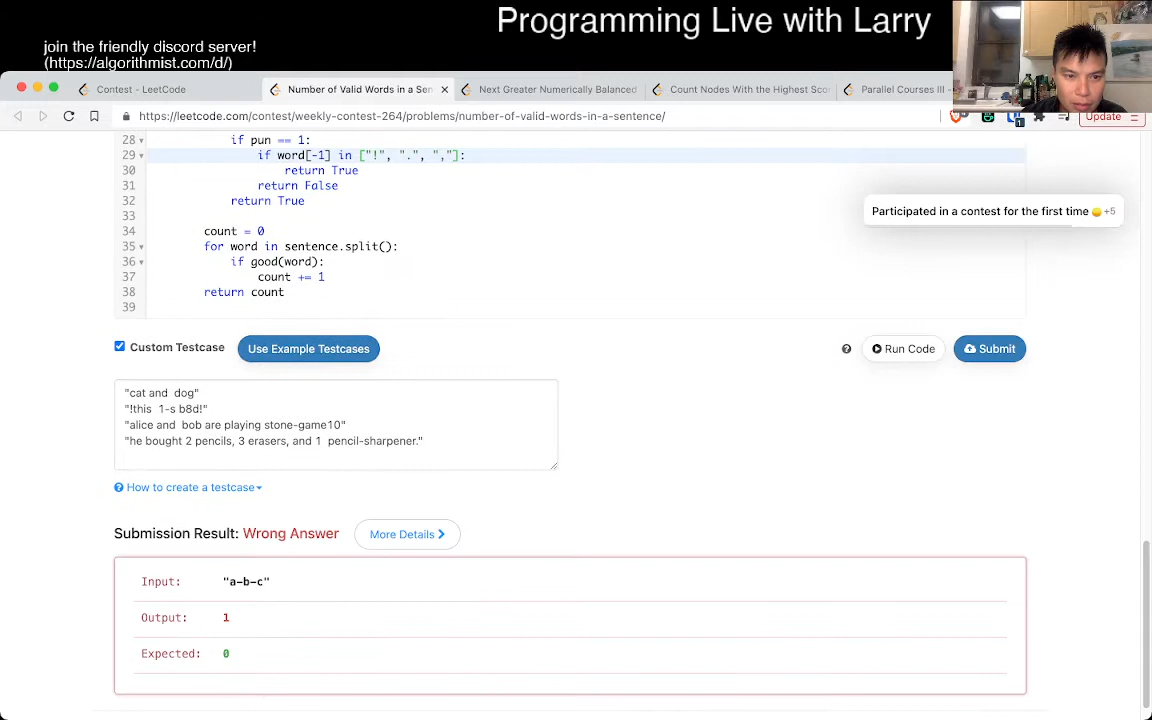 Programming Live with Larry
join the friendly discord server!
(https://algorithmist.com/d/)
Contest - LeetCode
Number of Valid Words in a Sen
Next Greater Numerically Balanced
Count Nodes With the Highest Sco
Parallel Courses III -
https://leetcode.com/contest/weekly-contest-264/problems/number-of-valid-words-in-a-sentence/
1
Update
28 if pun == 1:
29 if word[-1] in ["!", ".", ","]:
30 return True
31 return False
32 return True
33
34 count = 0
35 for word in sentence.split():
36 if good(word):
37 count += 1
38 return count
39
Participated in a contest for the first time +5
Custom Testcase
Use Example Testcases
Run Code
Submit
"cat and  dog"
"!this  1-s b8d!"
"alice and  bob are playing stone-game10"
"he bought 2 pencils, 3 erasers, and 1  pencil-sharpener."
How to create a testcase
Submission Result: Wrong Answer
More Details
Input: "a-b-c"
Output: 1
Expected: 0